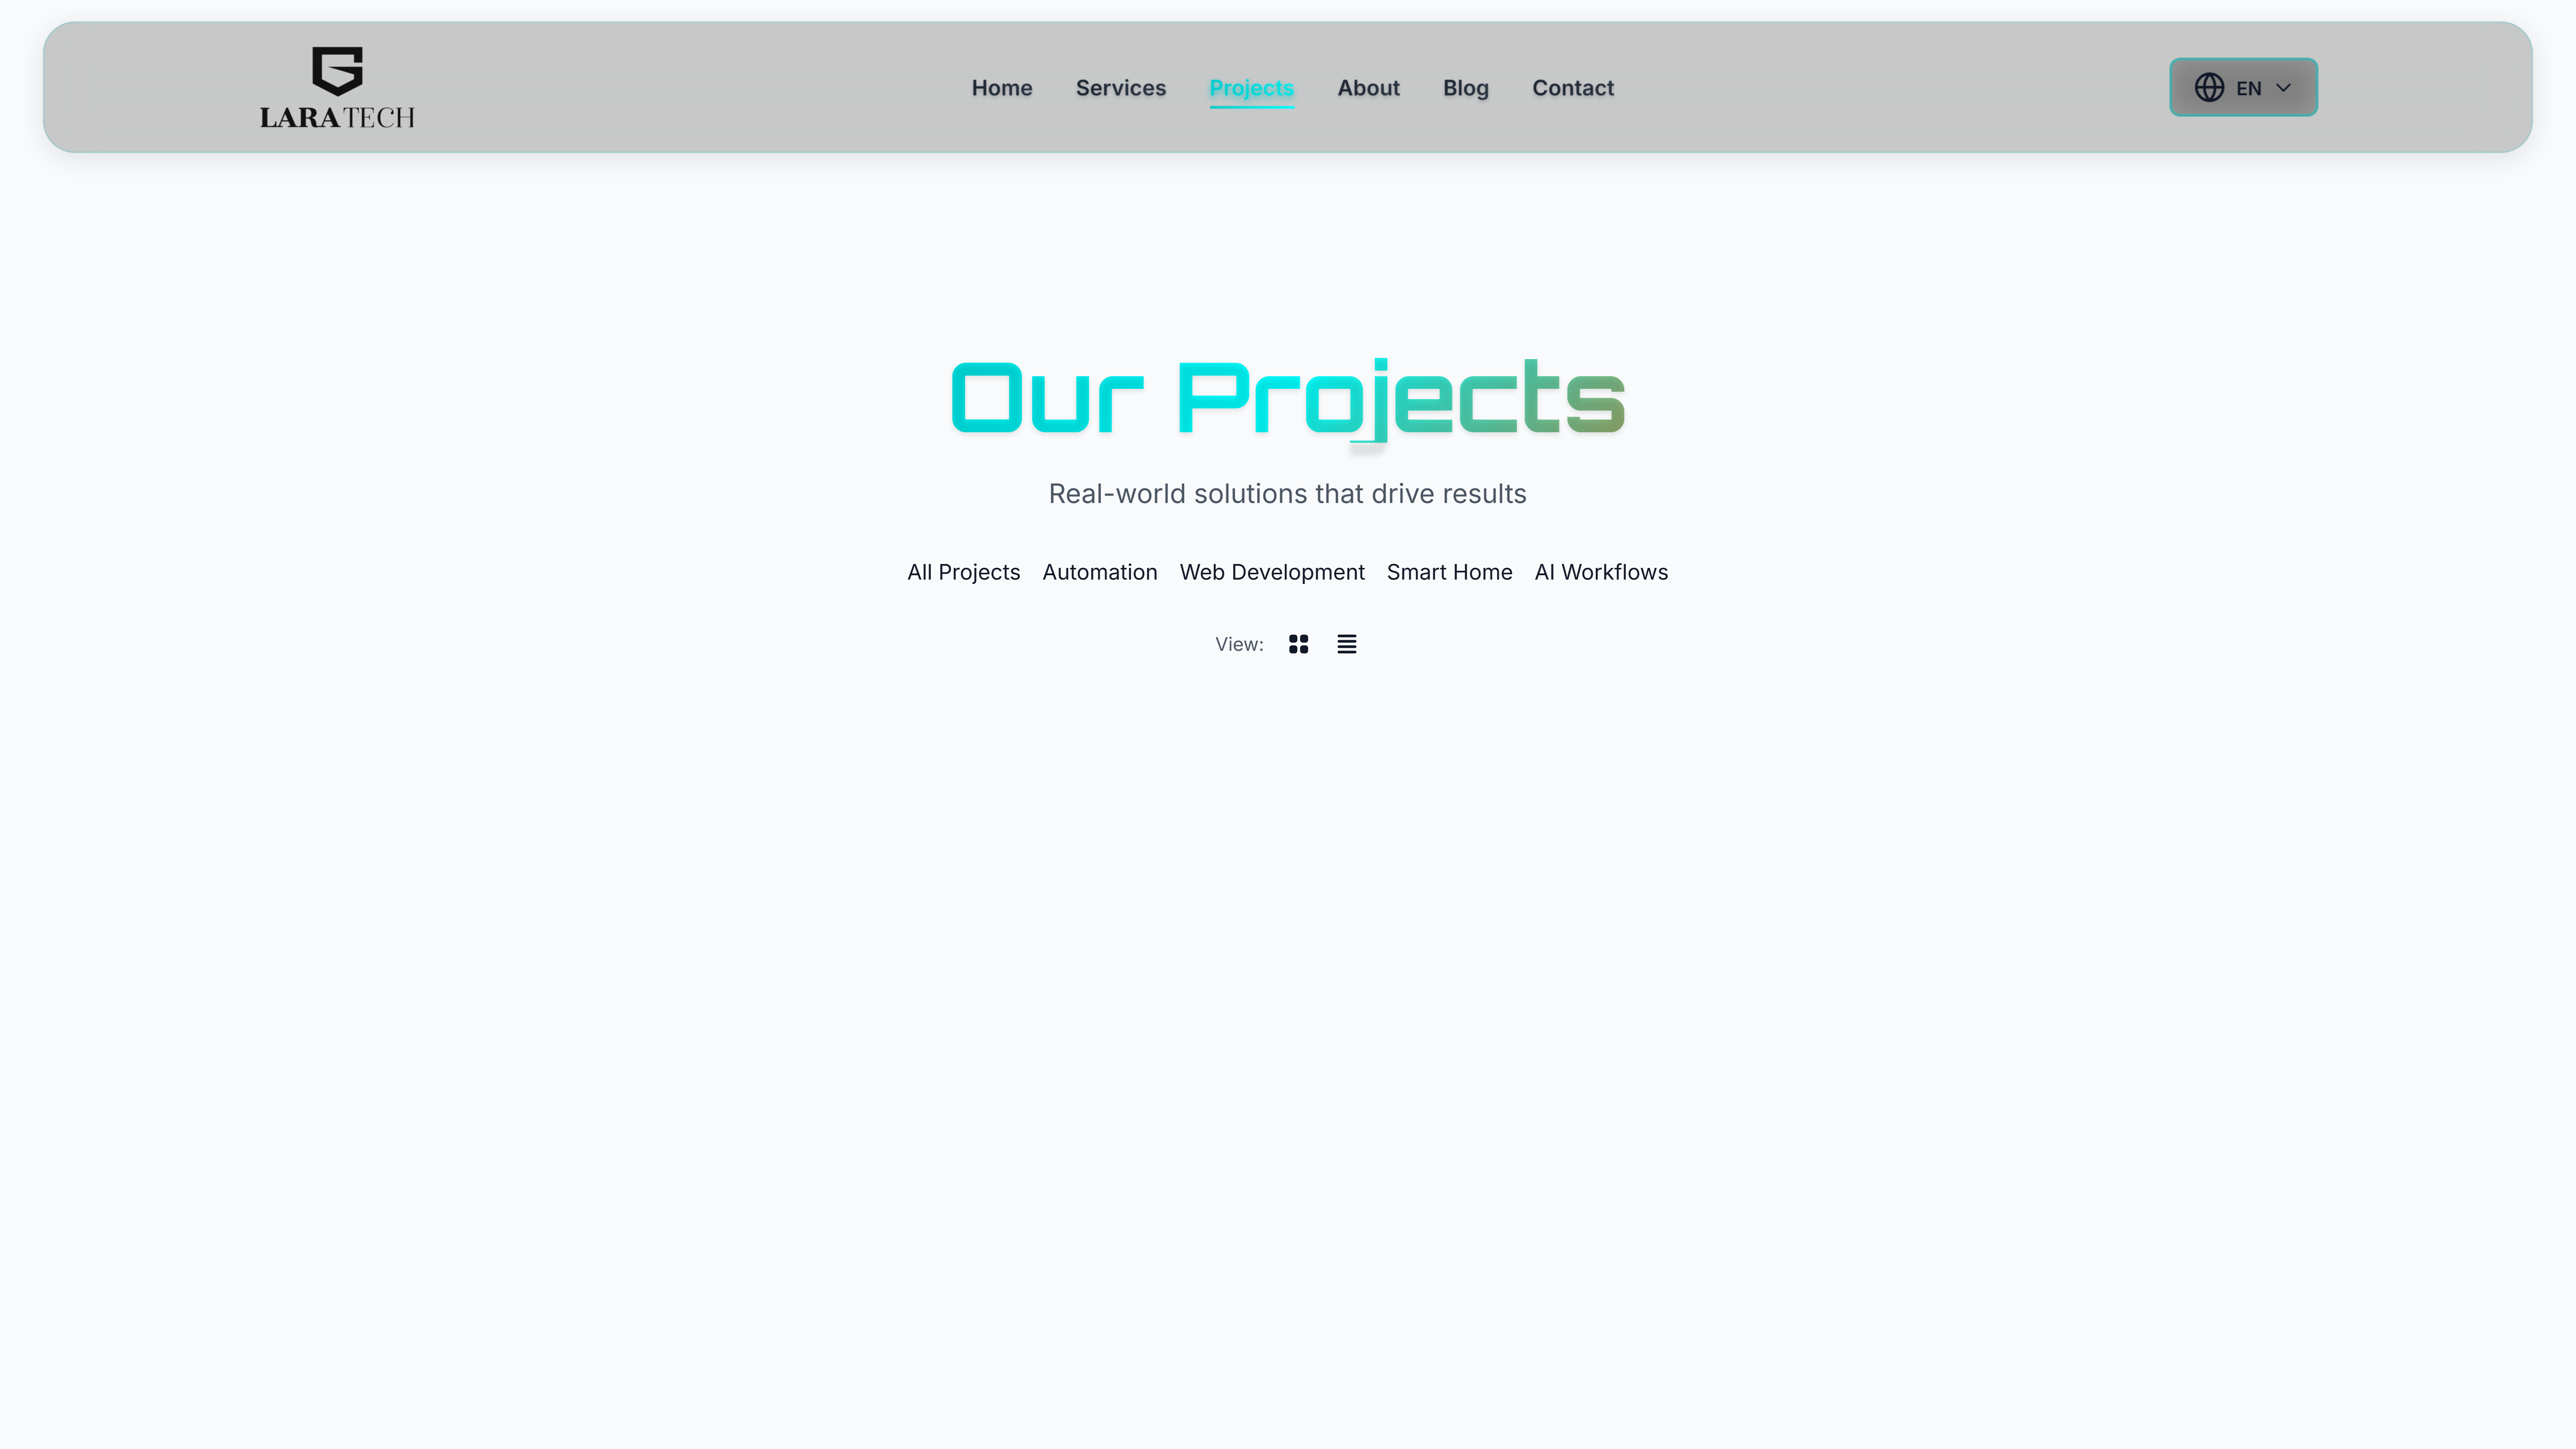 LARATECH
Home Services Projects About Blog Contact
EN
Our Projects
Real-world solutions that drive results
All Projects Automation Web Development Smart Home AI Workflows
View: